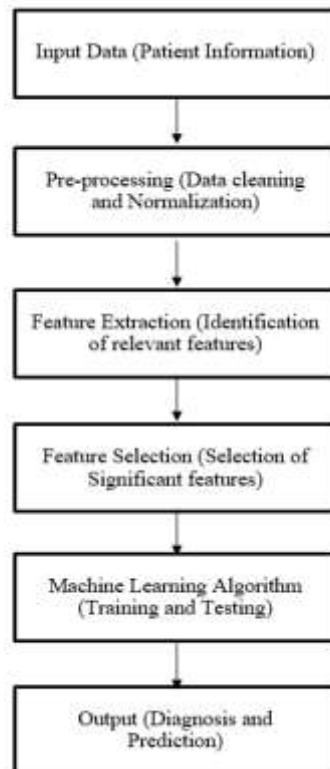 Input Data (Patient Information)
Pre-processing (Data cleaning
and Normalization)
Feature Extraction (Identification
of relevant features)
Feature Selection (Selection of
Significant features)
Machine Learning Algorithm
(Training and Testing)
Output (Diagnosis and
Prediction)